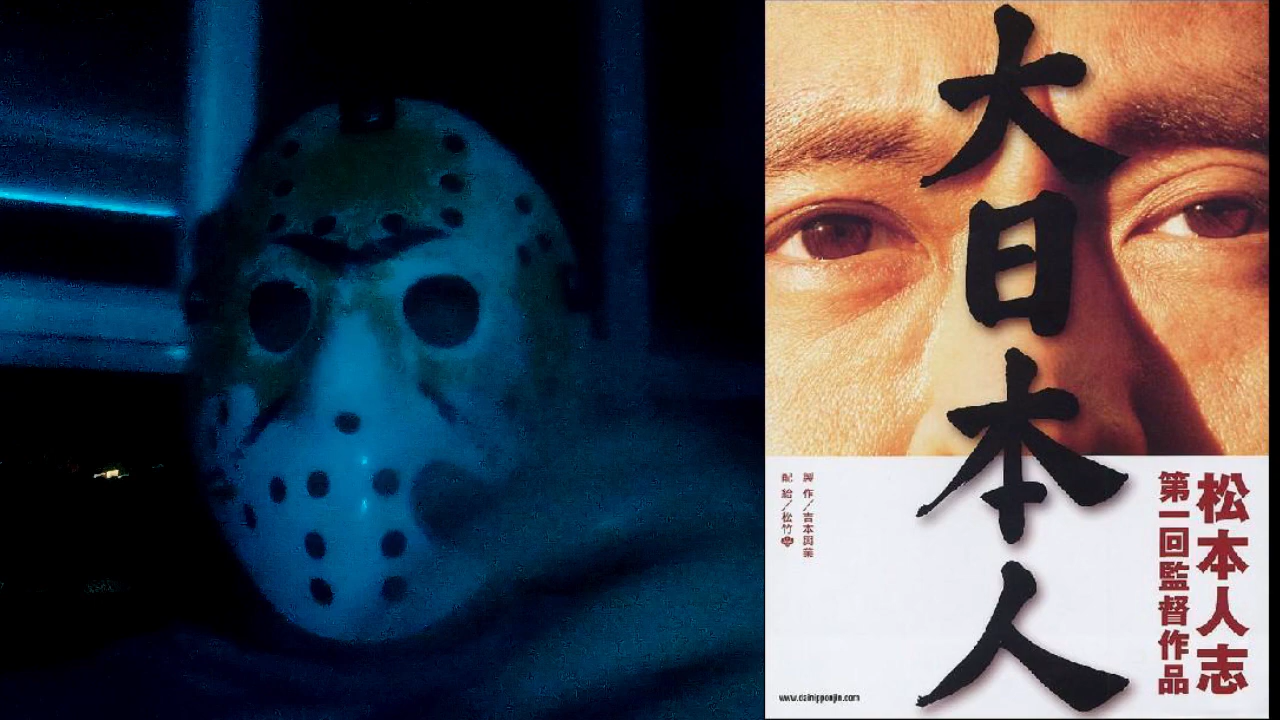 大日本人
松本人志
第一回監督作品
製作/吉本興業
配給/松竹
www.dainipponjin.com